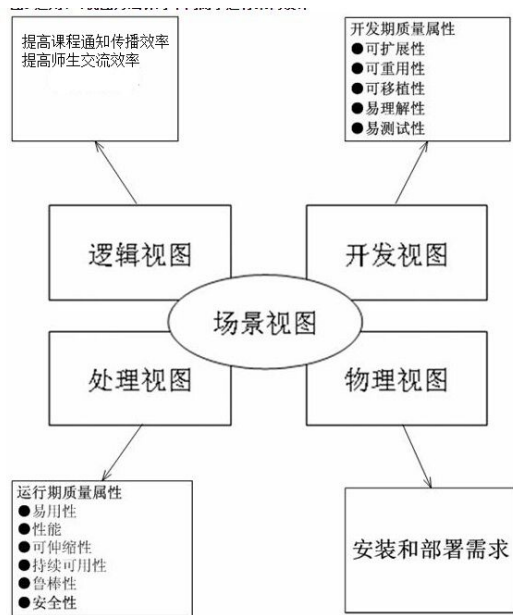 提高课程通知传播效率
提高师生交流效率
开发期质量属性
●可扩展性
●可重用性
●可移植性
●易理解性
●易测试性
逻辑视图
开发视图
场景视图
处理视图
物理视图
运行期质量属性
●易用性
●性能
●可伸缩性
●持续可用性
●鲁棒性
●安全性
安装和部署需求